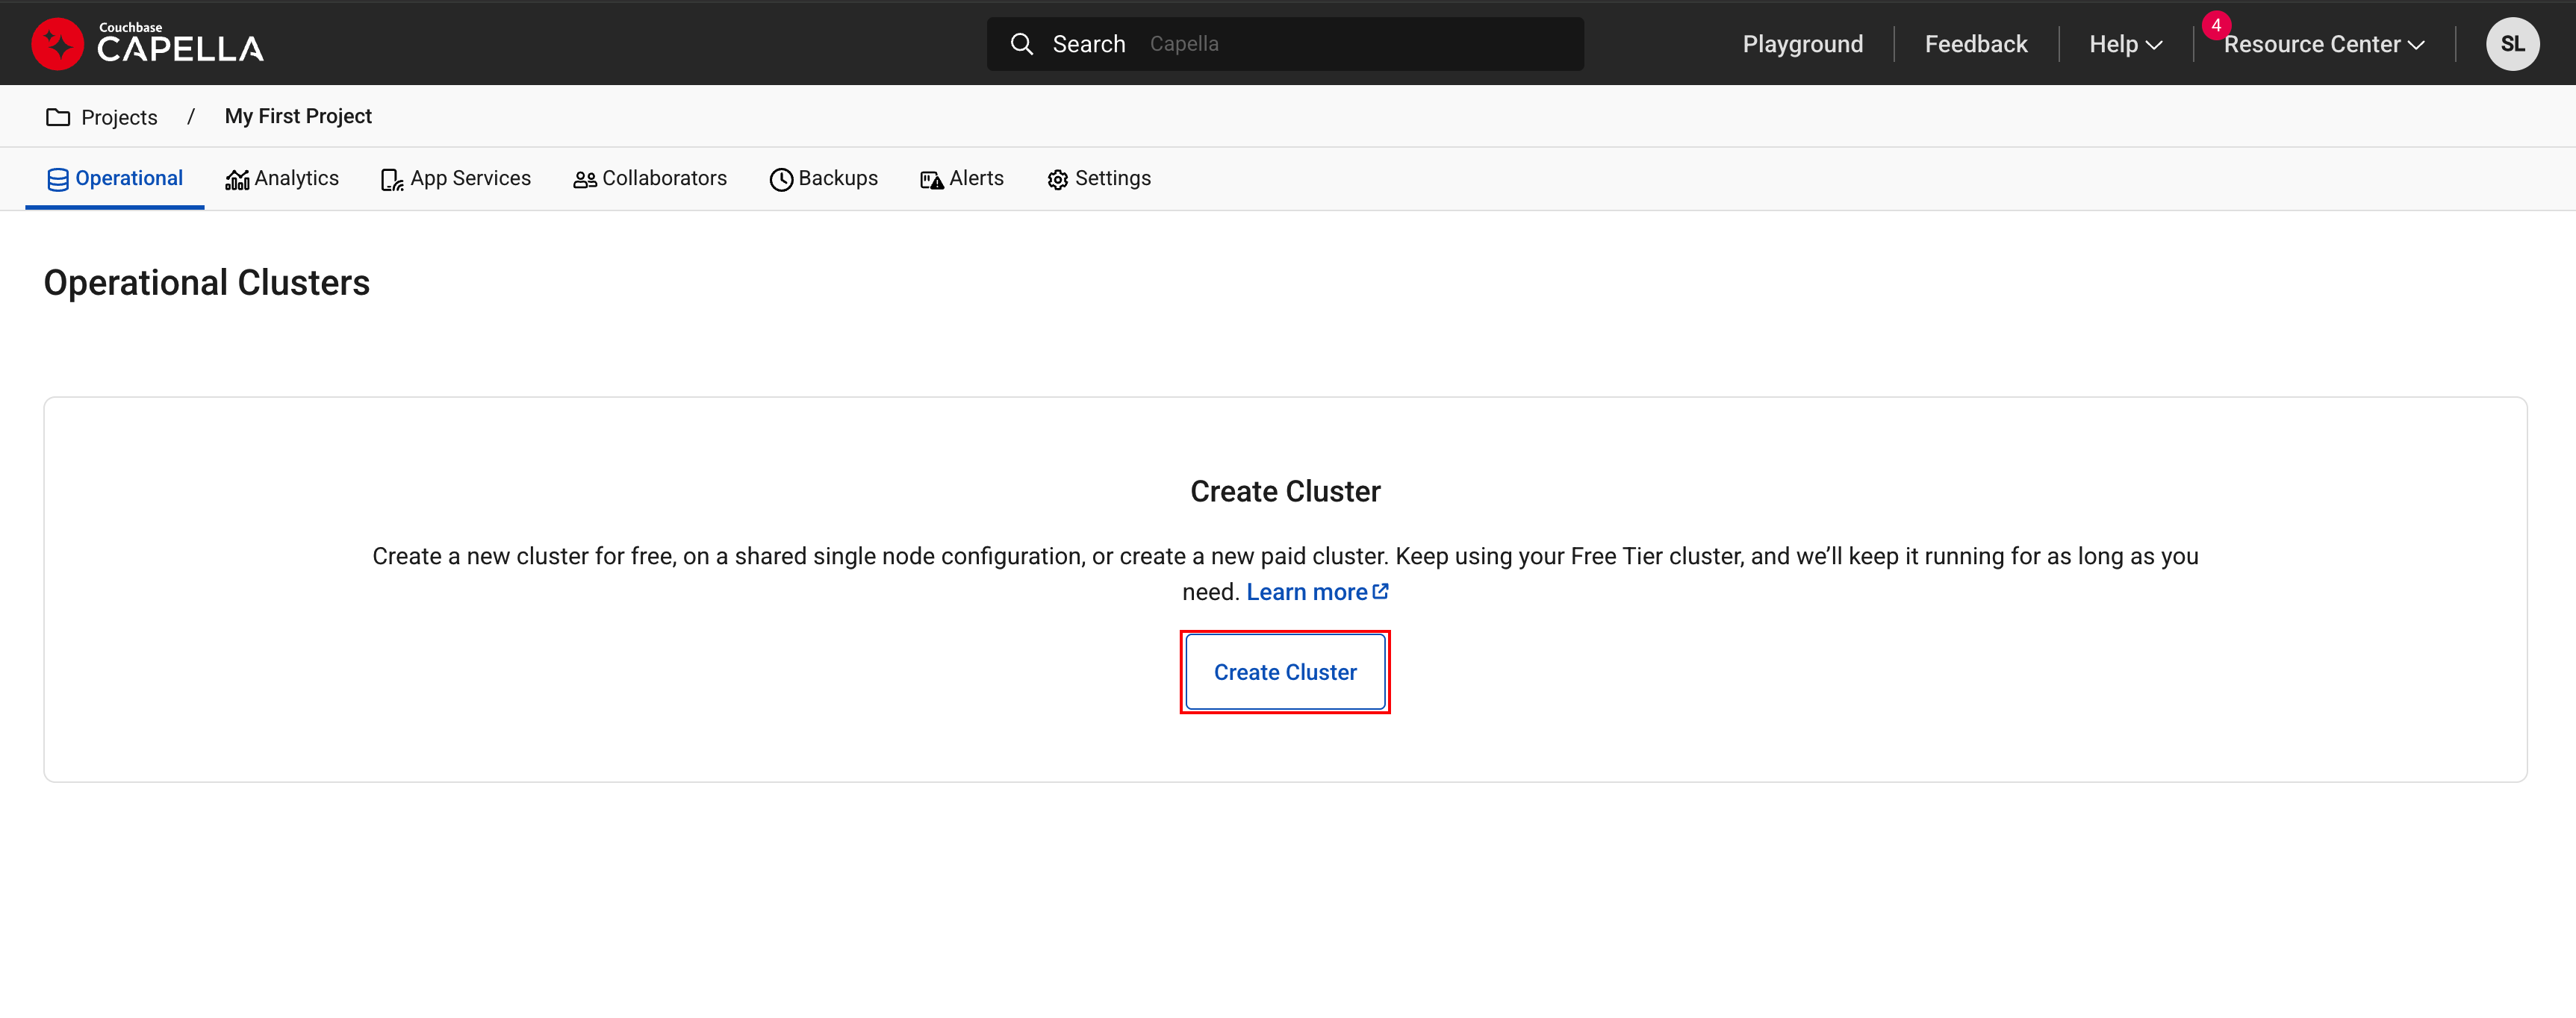 Couchbase
CAPELLA
Search Capella
Playground
Feedback
Help
4
Resource Center
SL
Projects / My First Project
Operational
Analytics
App Services
Collaborators
Backups
Alerts
Settings
Operational Clusters
Create Cluster
Create a new cluster for free, on a shared single node configuration, or create a new paid cluster. Keep using your Free Tier cluster, and we’ll keep it running for as long as you
need. Learn more
Create Cluster